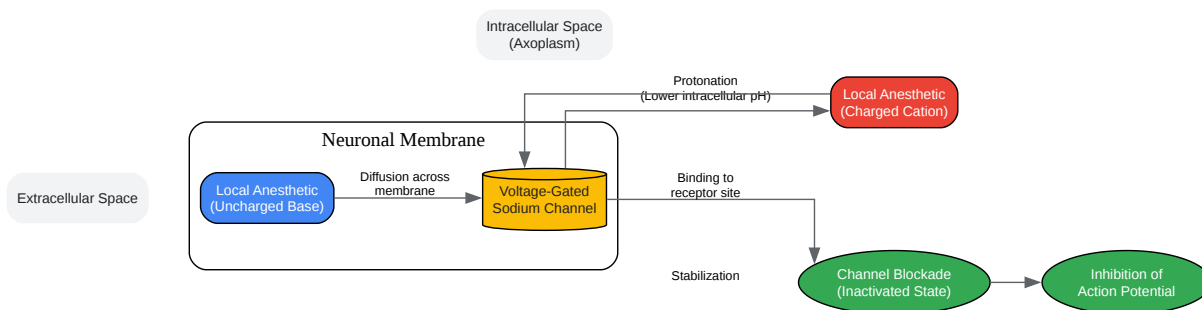 Intracellular Space
(Axoplasm)
Protonation
(Lower intracellular pH)
Local Anesthetic
(Charged Cation)
Neuronal Membrane
Extracellular Space
Local Anesthetic
(Uncharged Base)
Diffusion across
membrane
Voltage-Gated
Sodium Channel
Binding to
receptor site
Stabilization
Channel Blockade
(Inactivated State)
Inhibition of
Action Potential